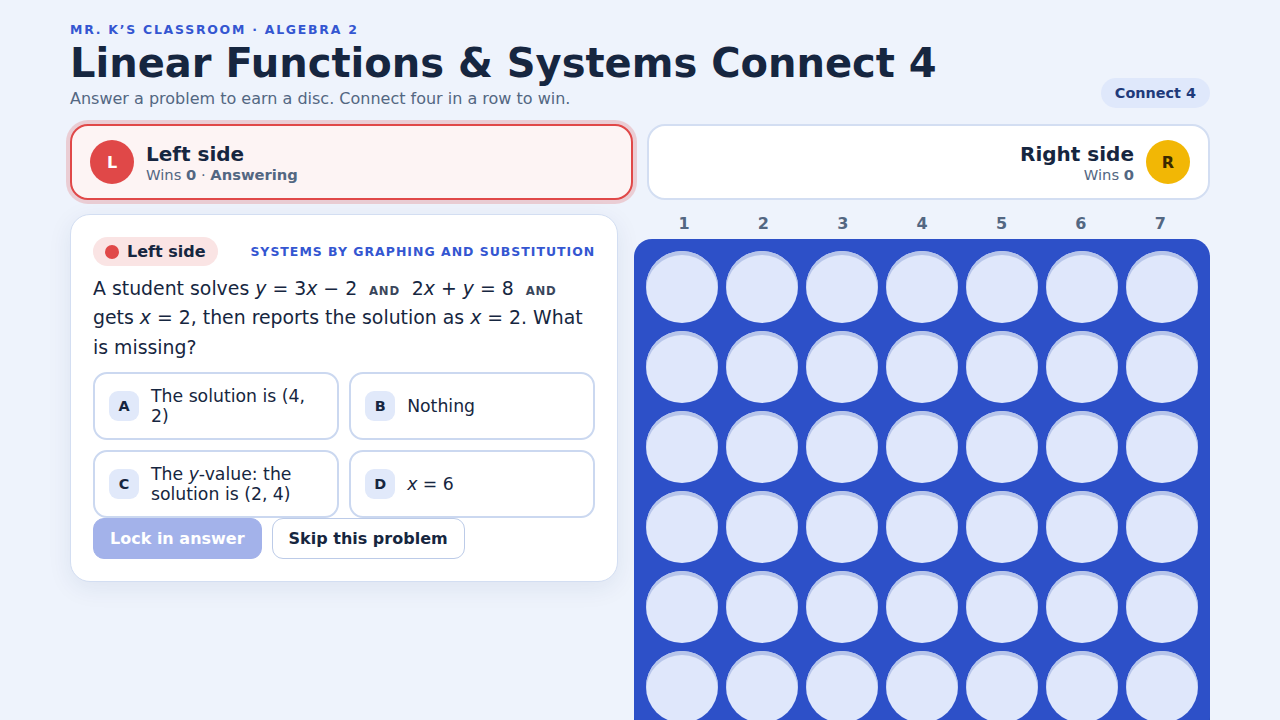 MR. K’S CLASSROOM · ALGEBRA 2
Linear Functions & Systems Connect 4
Answer a problem to earn a disc. Connect four in a row to win.
Connect 4
L
Left side
Wins 0 · Answering
Right side
Wins 0
R
Left side
SYSTEMS BY GRAPHING AND SUBSTITUTION
A student solves y = 3x − 2 AND 2x + y = 8 AND
gets x = 2, then reports the solution as x = 2. What
is missing?
A
The solution is (4,
2)
B
Nothing
C
The y-value: the
solution is (2, 4)
D
x = 6
Lock in answer
Skip this problem
1 2 3 4 5 6 7